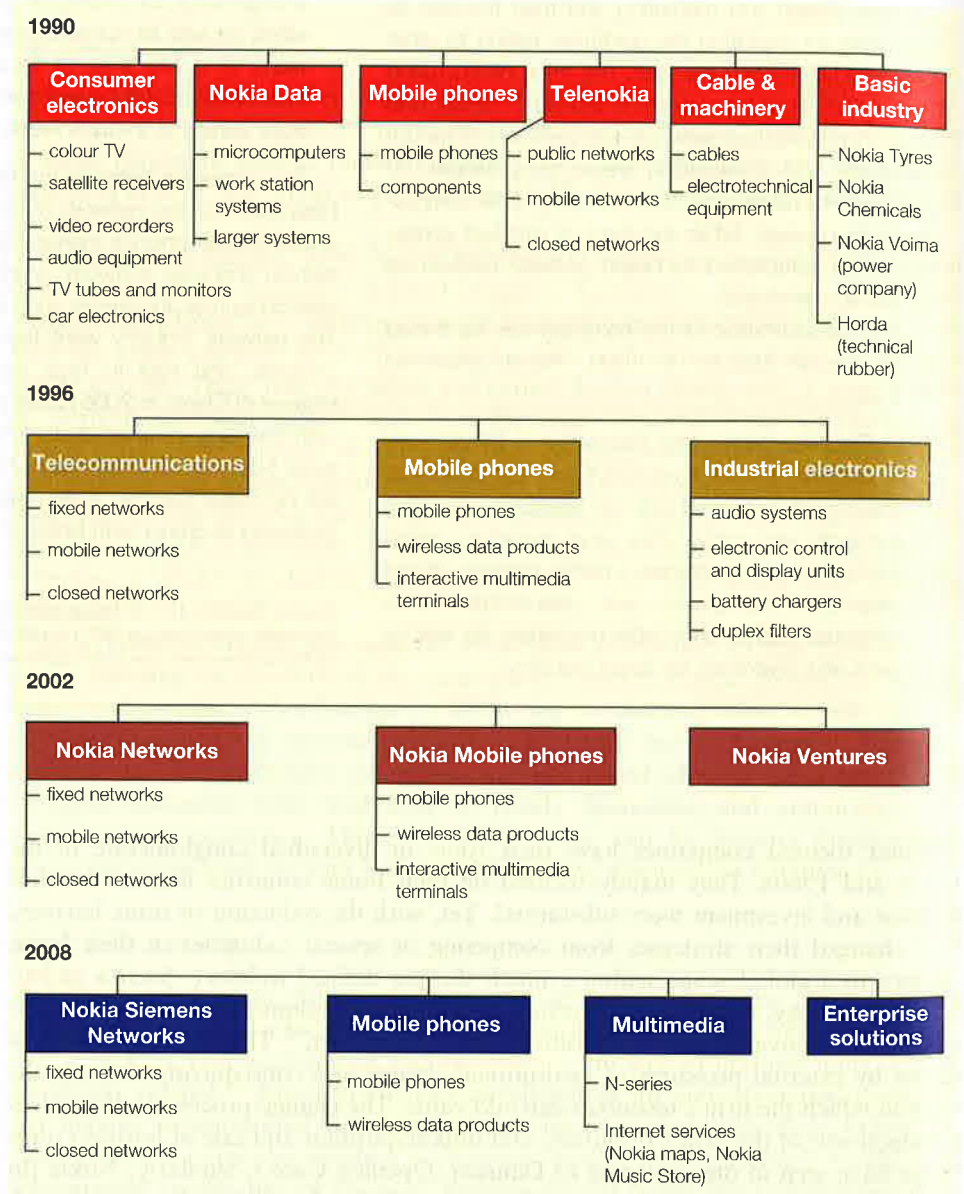 1990
Consumer
electronics
colour TV
satellite receivers
video recorders
audio equipment
TV tubes and monitors
car electronics
Nokia Data
microcomputers
work station
systems
larger systems
Mobile phones
mobile phones
components
Telenokia
public networks
mobile networks
closed networks
Cable &
machinery
cables
electrotechnical
equipment
Basic
industry
Nokia Tyres
Nokia
Chemicals
Nokia Voima
(power
company)
Horda
(technical
rubber)
1996
Telecommunications
fixed networks
mobile networks
closed networks
Mobile phones
mobile phones
wireless data products
interactive multimedia
terminals
Industrial electronics
audio systems
electronic control
and display units
battery chargers
duplex filters
2002
Nokia Networks
fixed networks
mobile networks
closed networks
Nokia Mobile phones
mobile phones
wireless data products
interactive multimedia
terminals
Nokia Ventures
2008
Nokia Siemens
Networks
fixed networks
mobile networks
closed networks
Mobile phones
mobile phones
wireless data products
Multimedia
N-series
Internet services
(Nokia maps, Nokia
Music Store)
Enterprise
solutions